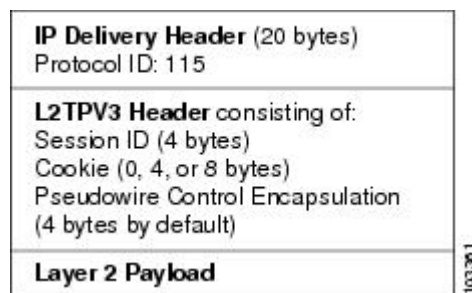 IP Delivery Header (20 bytes)
Protocol ID: 115
L2TPV3 Header consisting of:
Session ID (4 bytes)
Cookie (0, 4, or 8 bytes)
Pseudowire Control Encapsulation
(4 bytes by default)
Layer 2 Payload